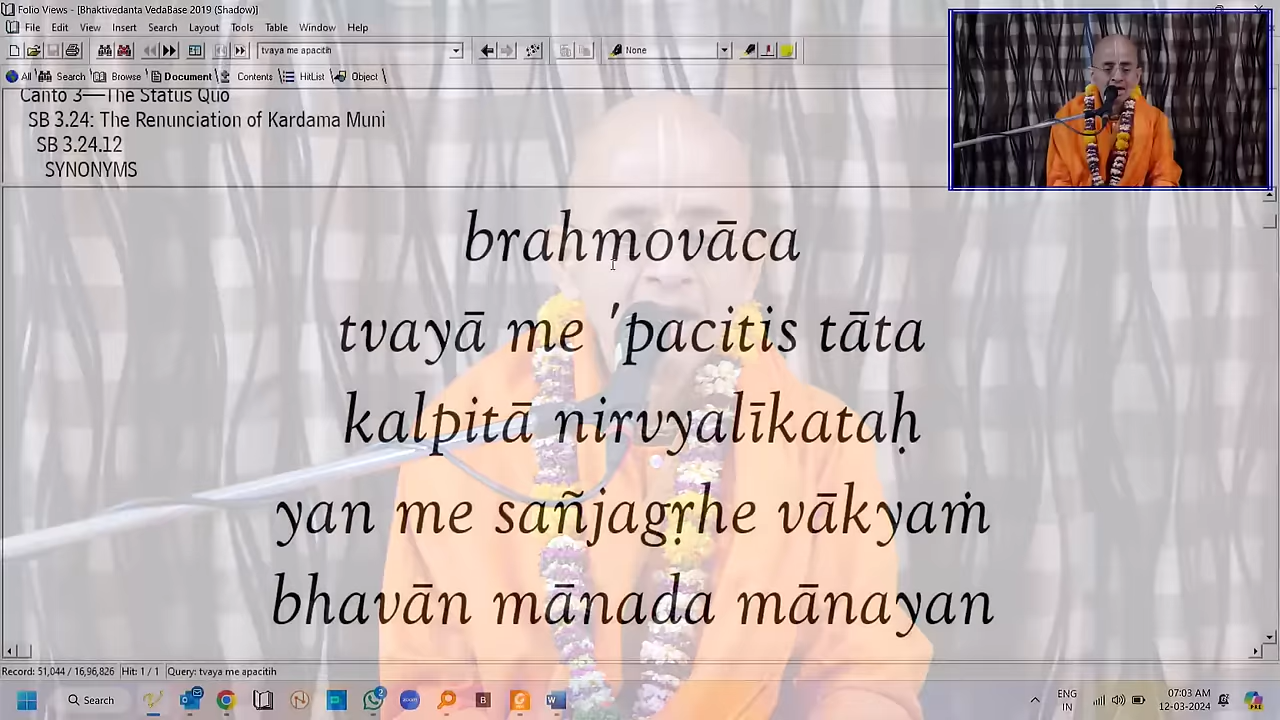 Folio Views - [Bhaktivedanta VedaBase 2019 (Shadow)]
File Edit View Insert Search Layout Tools Table Window Help
tvaya me apacitih None
All Search Browse Document Contents HitList Object
Canto 3—The Status Quo
SB 3.24: The Renunciation of Kardama Muni
SB 3.24.12
SYNONYMS
brahmovāca
tvayā me 'pacitis tāta
kalpitā nirvyalīkataḥ
yan me sañjagṛhe vākyaṁ
bhavān mānada mānayan
Record: 51,044 / 16,96,826 Hit: 1 / 1 Query: tvaya me apacitih
Search ENG 07:03 AM
IN 12-03-2024